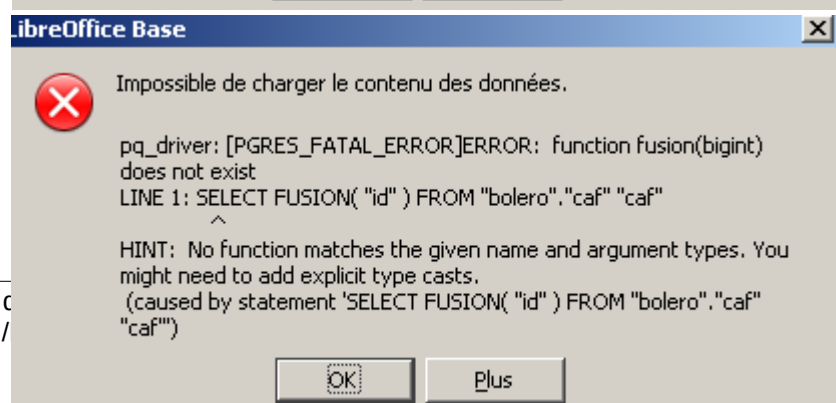 LibreOffice Base
Impossible de charger le contenu des données.
pq_driver: [PGRES_FATAL_ERROR]ERROR:  function fusion(bigint)
does not exist
LINE 1: SELECT FUSION( "id" ) FROM "bolero"."caf" "caf"
^
HINT:  No function matches the given name and argument types. You
might need to add explicit type casts.
(caused by statement 'SELECT FUSION( "id" ) FROM "bolero"."caf"
"caf"')
OK
Plus